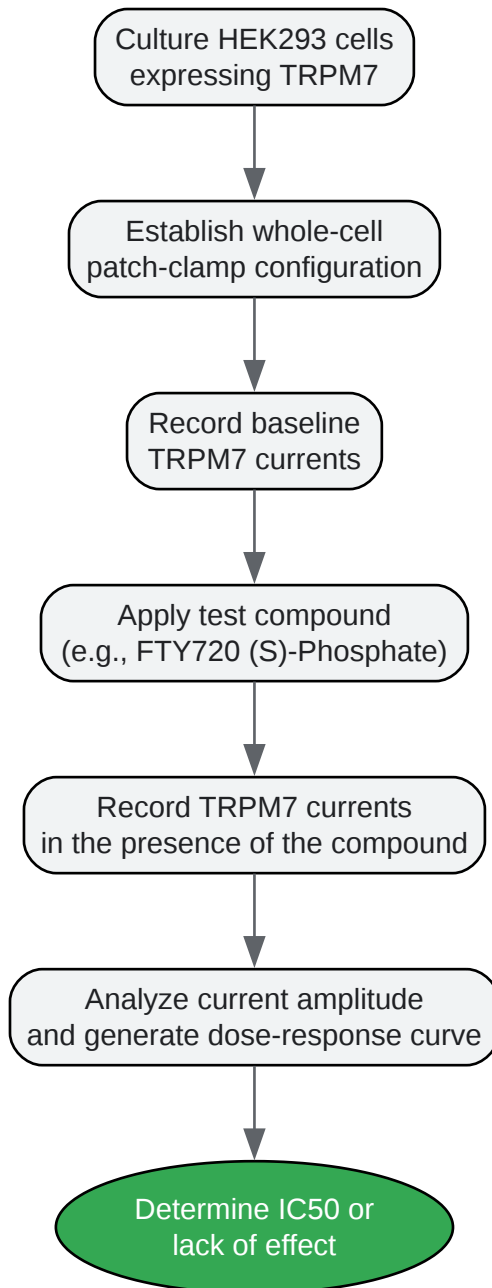 Culture HEK293 cells
expressing TRPM7
Establish whole-cell
patch-clamp configuration
Record baseline
TRPM7 currents
Apply test compound
(e.g., FTY720 (S)-Phosphate)
Record TRPM7 currents
in the presence of the compound
Analyze current amplitude
and generate dose-response curve
Determine IC50 or
lack of effect